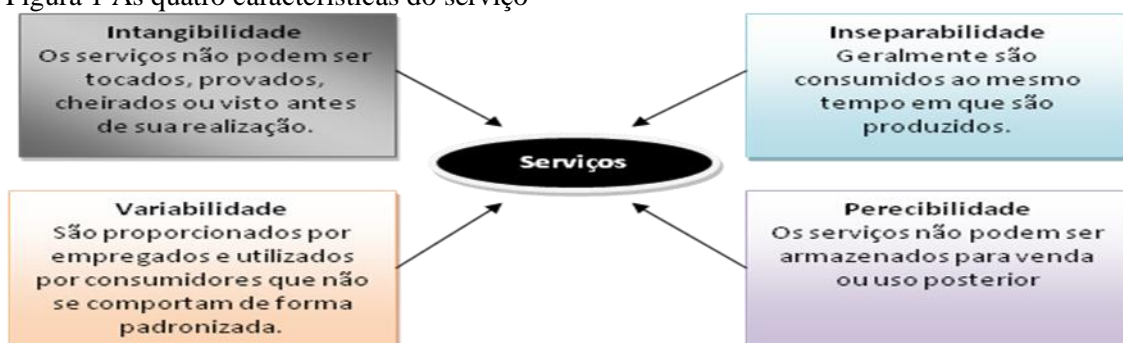 Figura 1 As quatro características do serviço
Intangibilidade
Os serviços não podem ser
tocados, provados,
cheirados ou visto antes
de sua realização.
Inseparabilidade
Geralmente são
consumidos ao mesmo
tempo em que são
produzidos.
Serviços
Variabilidade
São proporcionados por
empregados e utilizados
por consumidores que não
se comportam de forma
padronizada.
Perecibilidade
Os serviços não podem ser
armazenados para venda
ou uso posterior